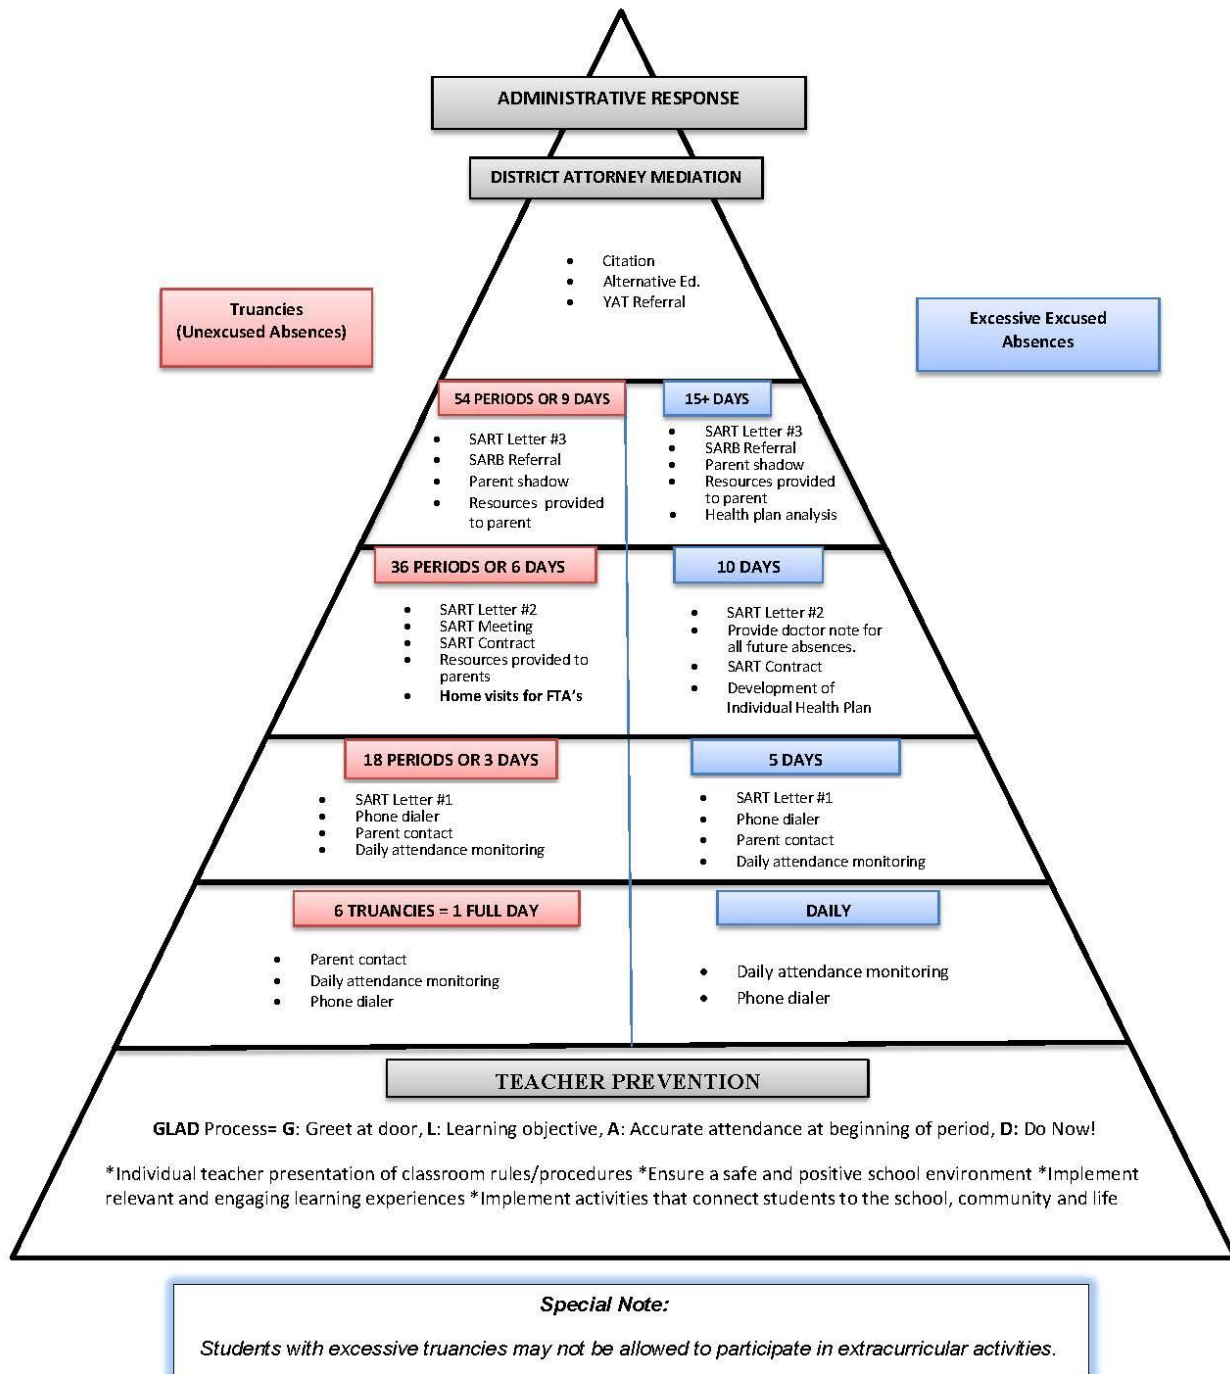 ADMINISTRATIVE RESPONSE
DISTRICT ATTORNEY MEDIATION
• Citation
• Alternative Ed.
• YAT Referral
Truancies
(Unexcused Absences)
Excessive Excused
Absences
54 PERIODS OR 9 DAYS
• SART Letter #3
• SARB Referral
• Parent shadow
• Resources provided
to parent
15+ DAYS
• SART Letter #3
• SARB Referral
• Parent shadow
• Resources provided
to parent
• Health plan analysis
36 PERIODS OR 6 DAYS
• SART Letter #2
• SART Meeting
• SART Contract
• Resources provided to
parents
• Home visits for FTA's
10 DAYS
• SART Letter #2
• Provide doctor note for
all future absences.
• SART Contract
• Development of
Individual Health Plan
18 PERIODS OR 3 DAYS
• SART Letter #1
• Phone dialer
• Parent contact
• Daily attendance monitoring
5 DAYS
• SART Letter #1
• Phone dialer
• Parent contact
• Daily attendance monitoring
6 TRUANCIES = 1 FULL DAY
• Parent contact
• Daily attendance monitoring
• Phone dialer
DAILY
• Daily attendance monitoring
• Phone dialer
TEACHER PREVENTION
GLAD Process= G: Greet at door, L: Learning objective, A: Accurate attendance at beginning of period, D: Do Now!
*Individual teacher presentation of classroom rules/procedures *Ensure a safe and positive school environment *Implement
relevant and engaging learning experiences *Implement activities that connect students to the school, community and life
Special Note:
Students with excessive truancies may not be allowed to participate in extracurricular activities.